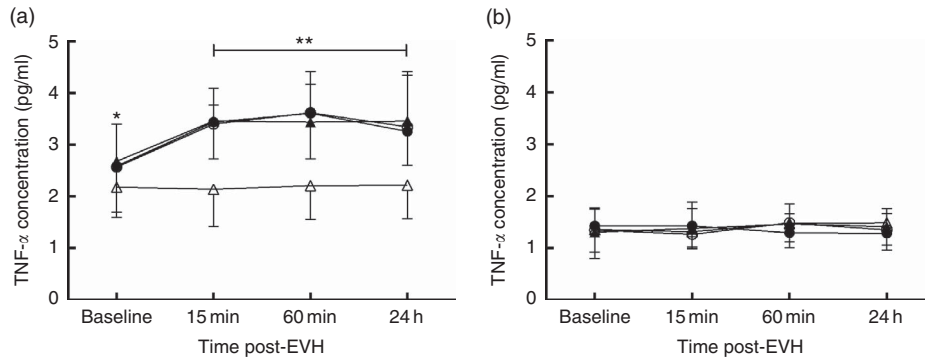 (a)
TNF-α concentration (pg/ml)
5
4
3
2
1
0
*
**
Baseline 15 min 60 min 24 h
Time post-EVH
(b)
TNF-α concentration (pg/ml)
5
4
3
2
1
0
Baseline 15 min 60 min 24 h
Time post-EVH